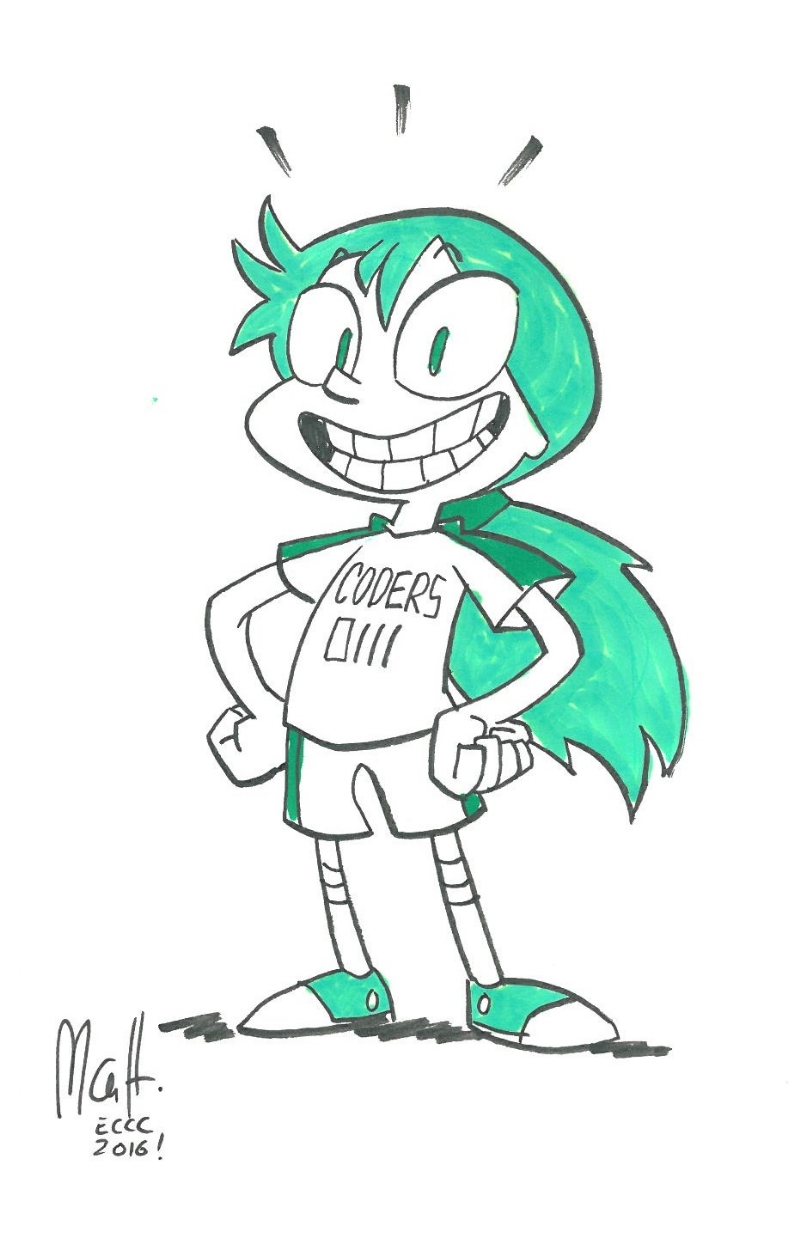 CODERS
0111
Matt.
ECCC
2016!